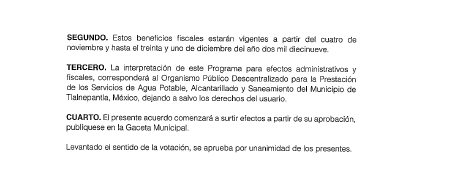 SEGUNDO. Estos beneficios fiscales estarán vigentes a partir del cuatro de
noviembre y hasta el treinta y uno de diciembre del año dos mil diecinueve.
TERCERO. La interpretación de este Programa para efectos administrativos y
fiscales, corresponderá al Organismo Público Descentralizado para la Prestación
de los Servicios de Agua Potable, Alcantarillado y Saneamiento del Municipio de
Tlalnepantla, México, dejando a salvo los derechos del usuario.
CUARTO. El presente acuerdo comenzará a surtir efectos a partir de su aprobación,
publíquese en la Gaceta Municipal.
Levantado el sentido de la votación, se aprueba por unanimidad de los presentes.